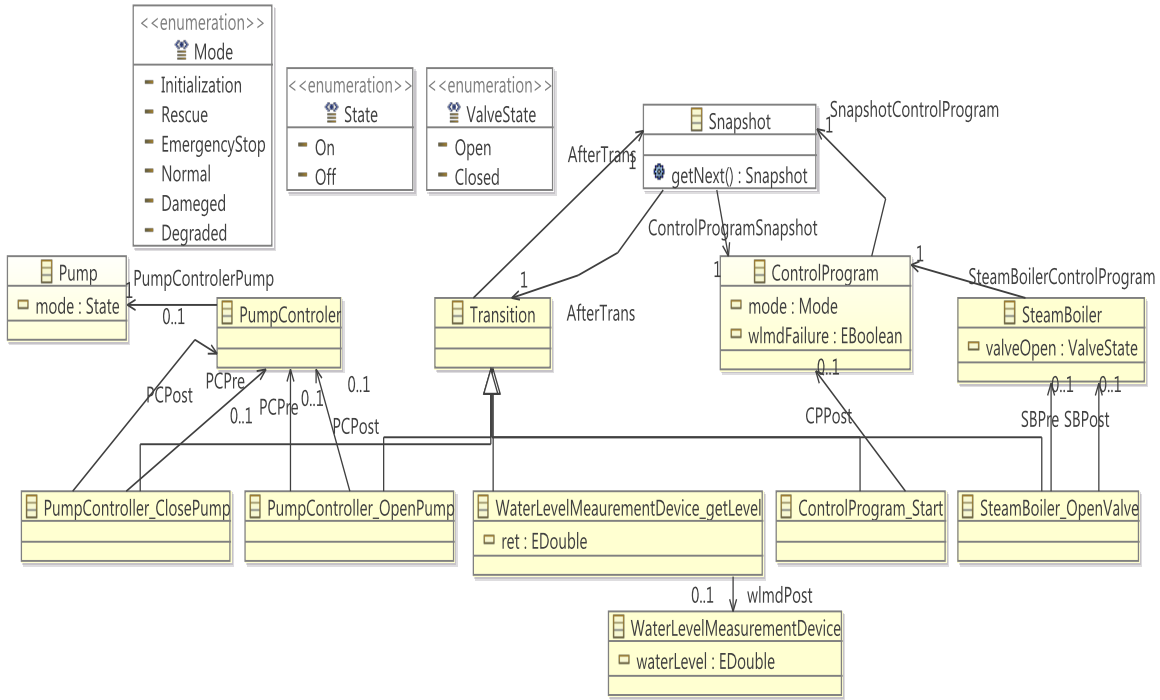 <<enumeration>>
Mode
Initialization
Rescue
EmergencyStop
Normal
Dameged
Degraded
<<enumeration>>
State
On
Off
<<enumeration>>
ValveState
Open
Closed
Snapshot
getNext() : Snapshot
SnapshotControlProgram
1
AfterTrans
1
ControlProgramSnapshot
1
1
1
Pump
mode : State
PumpControlerPump
1
0..1
PumpControler
Transition
AfterTrans
ControlProgram
mode : Mode
wlmdFailure : EBoolean
SteamBoilerControlProgram
SteamBoiler
valveOpen : ValveState
PCPost
PCPre
0..1
PCPre
0..1
0..1
PCPost
0..1
CPPost
0..1
0..1
SBPre
SBPost
PumpController_ClosePump
PumpController_OpenPump
WaterLevelMeaurementDevice_getLevel
ret : EDouble
ControlProgram_Start
SteamBoiler_OpenValve
0..1
wlmdPost
WaterLevelMeasurementDevice
waterLevel : EDouble